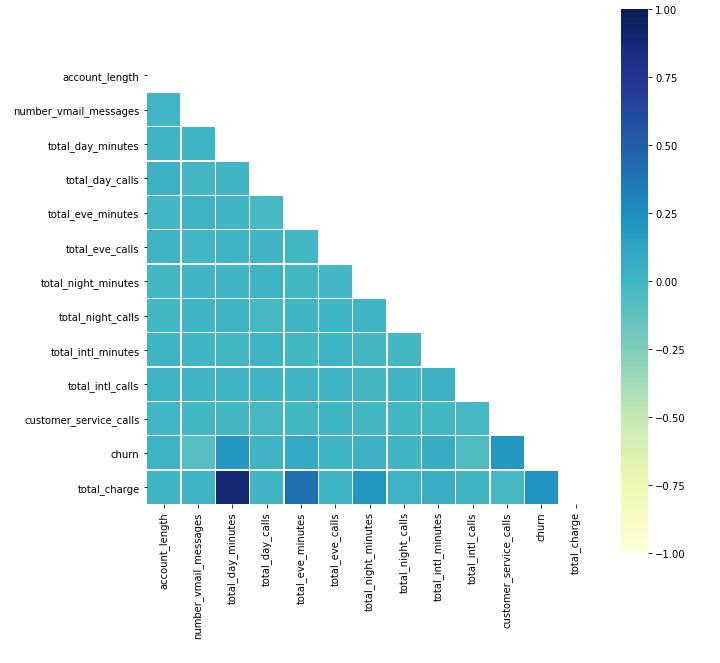 account_length
number_vmail_messages
total_day_minutes
total_day_calls
total_eve_minutes
total_eve_calls
total_night_minutes
total_night_calls
total_intl_minutes
total_intl_calls
customer_service_calls
churn
total_charge
account_length
number_vmail_messages
total_day_minutes
total_day_calls
total_eve_minutes
total_eve_calls
total_night_minutes
total_night_calls
total_intl_minutes
total_intl_calls
customer_service_calls
churn
total_charge
1.00
0.75
0.50
0.25
0.00
−0.25
−0.50
−0.75
−1.00